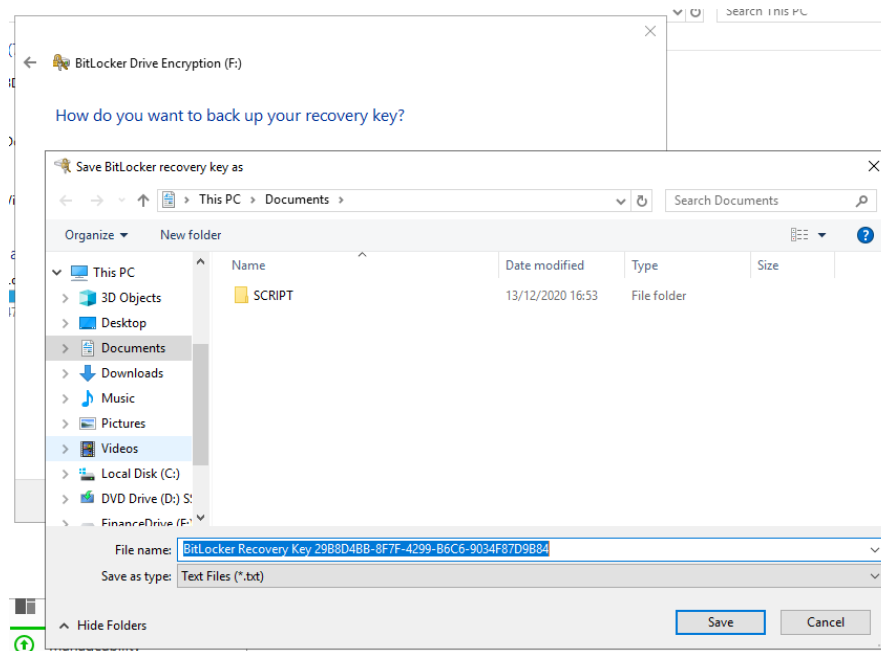 Search This PC
BitLocker Drive Encryption (F:)
How do you want to back up your recovery key?
Save BitLocker recovery key as
This PC > Documents >
Search Documents
Organize
New folder
Name
Date modified
Type
Size
This PC
3D Objects
Desktop
Documents
Downloads
Music
Pictures
Videos
Local Disk (C:)
DVD Drive (D:) S
FinanceDrive (E:)
SCRIPT
13/12/2020 16:53
File folder
File name:
BitLocker Recovery Key 29B8D4BB-8F7F-4299-B6C6-9034F87D9B84
Save as type:
Text Files (*.txt)
Hide Folders
Save
Cancel